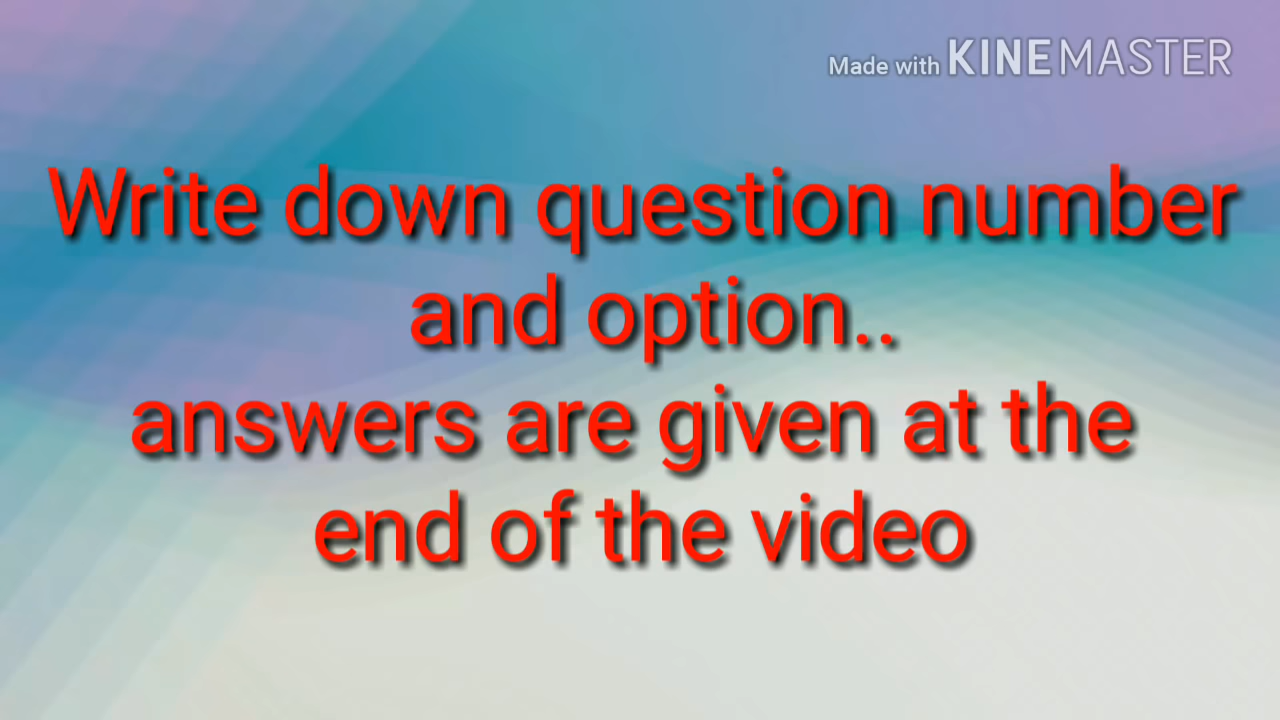 Made with KINEMASTER
Write down question number
and option..
answers are given at the
end of the video